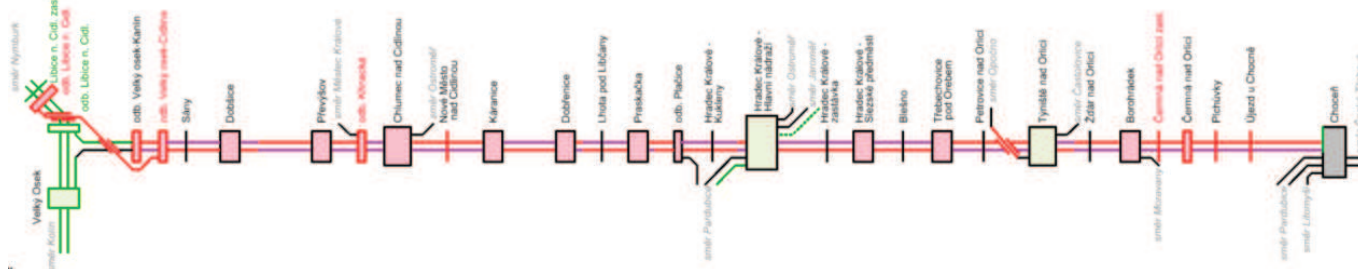 směr Nymburk
Libice n. Cidl. zas
odb. Libice n. Cidl.
odb. Libice n. Cidl.
Velký Osek
směr Kolín
odb. Velký osek-Kanín
odb. Velký osek-Cidlina
Sány
Dobšice
Převýšov
směr Městec Králové
odb. Křivnacká
Chlumec nad Cidlinou
směr Ostroměř
Nové Město
nad Cidlinou
Káranice
Dobřenice
Lhota pod Libčany
Praskačka
odb. Plačice
směr Pardubice
Hradec Králové -
Kukleny
Hradec Králové -
Hlavní nádraží
směr Ostroměř
směr Jaroměř
Hradec Králové -
zastávka
Hradec Králové -
Slezské předměstí
Blešno
Třebechovice
pod Orebem
Petrovice nad Orlicí
směr Opočno
Týniště nad Orlicí
směr Častolovice
Žďár nad Orlicí
Borohrádek
směr Moravany
Čermná nad Orlicí zast.
Čermná nad Orlicí
Plchůvky
Újezd u Chocně
směr Pardubice
směr Litomyšl
Choceň